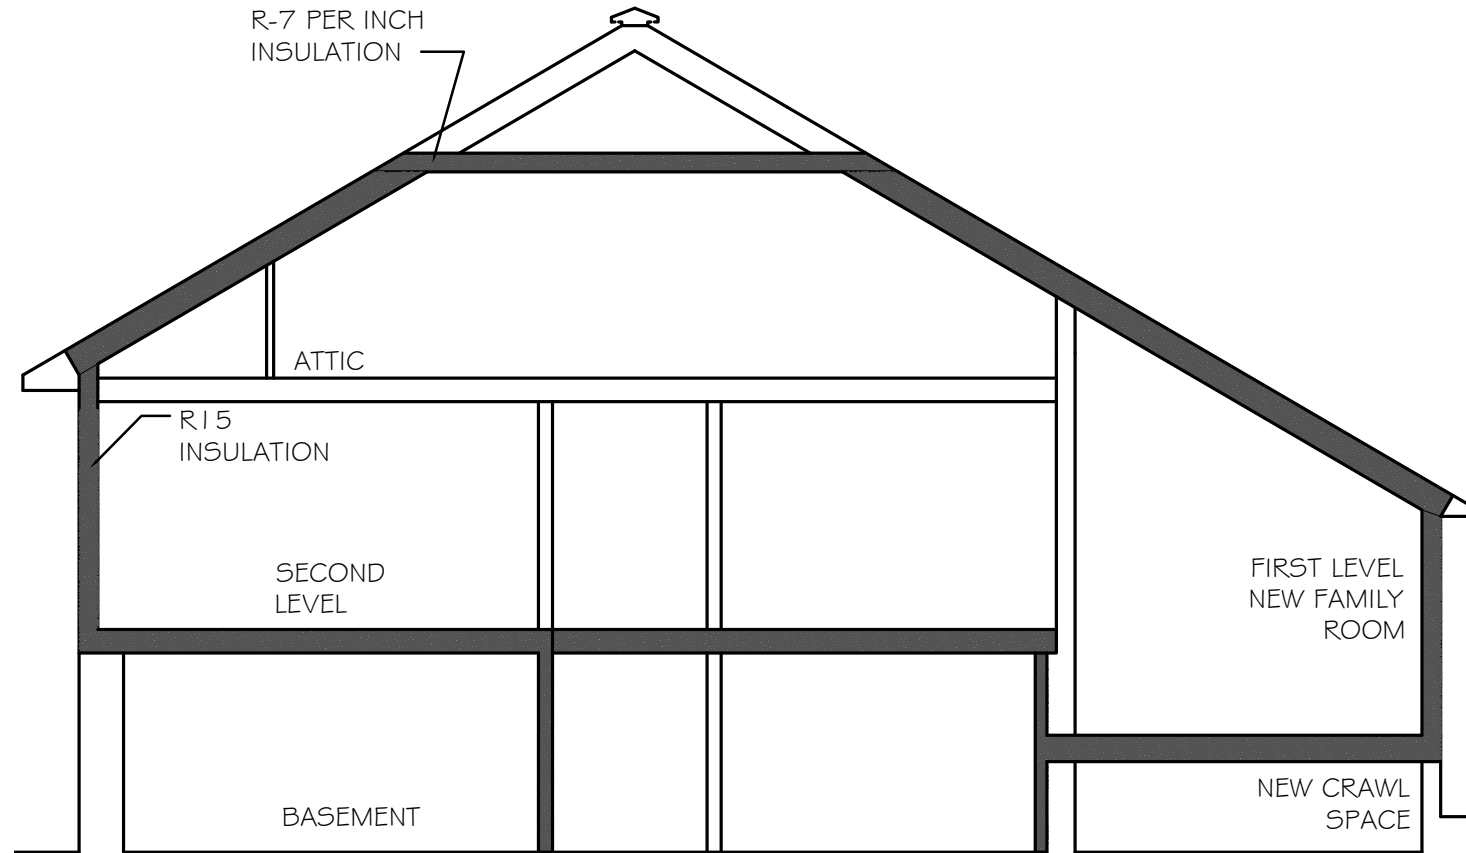 R-7 PER INCH
INSULATION
ATTIC
R15
INSULATION
SECOND
LEVEL
FIRST LEVEL
NEW FAMILY
ROOM
BASEMENT
NEW CRAWL
SPACE